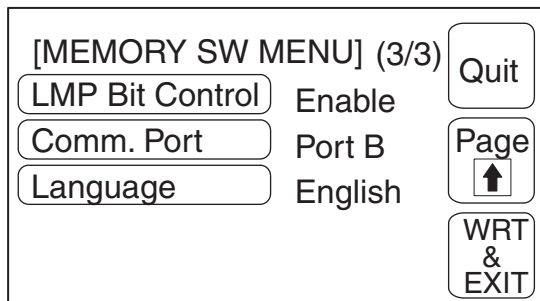 [MEMORY SW MENU] (3/3)
Quit
LMP Bit Control Enable
Comm. Port Port B
Page
Language English
WRT
&
EXIT